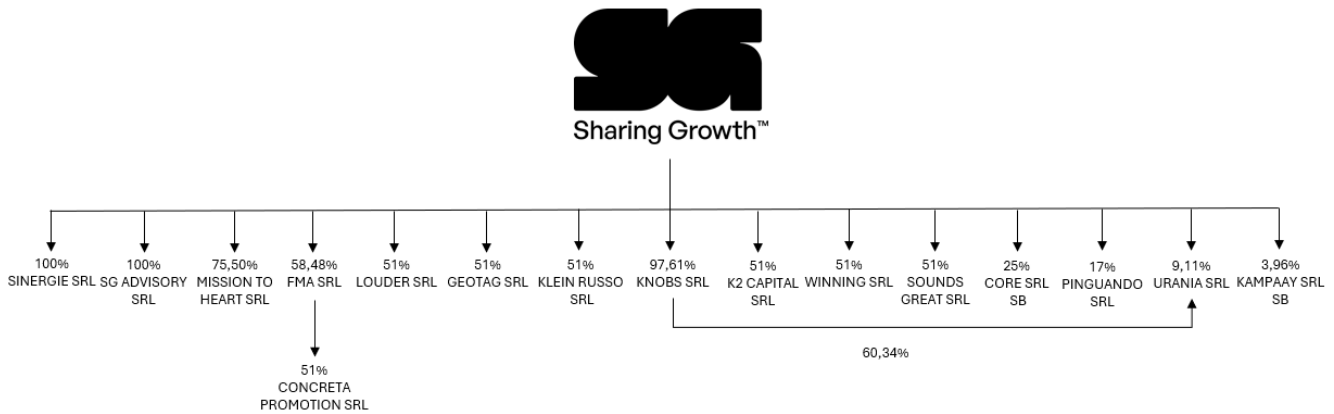 SG
Sharing Growth™
100%
SINERGIE SRL
100%
SG ADVISORY
SRL
75,50%
MISSION TO
HEART SRL
58,48%
FMA SRL
51%
LOUDER SRL
51%
GEOTAG SRL
51%
KLEIN RUSSO
SRL
97,61%
KNOBS SRL
51%
K2 CAPITAL
SRL
51%
WINNING SRL
51%
SOUNDS
GREAT SRL
25%
CORE SRL
SB
17%
PINGUANDO
SRL
9,11%
URANIA SRL
3,96%
KAMPAAY SRL
SB
60,34%
51%
CONCRETA
PROMOTION SRL